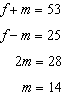 f + m = 53
f − m = 25
2m = 28
m = 14